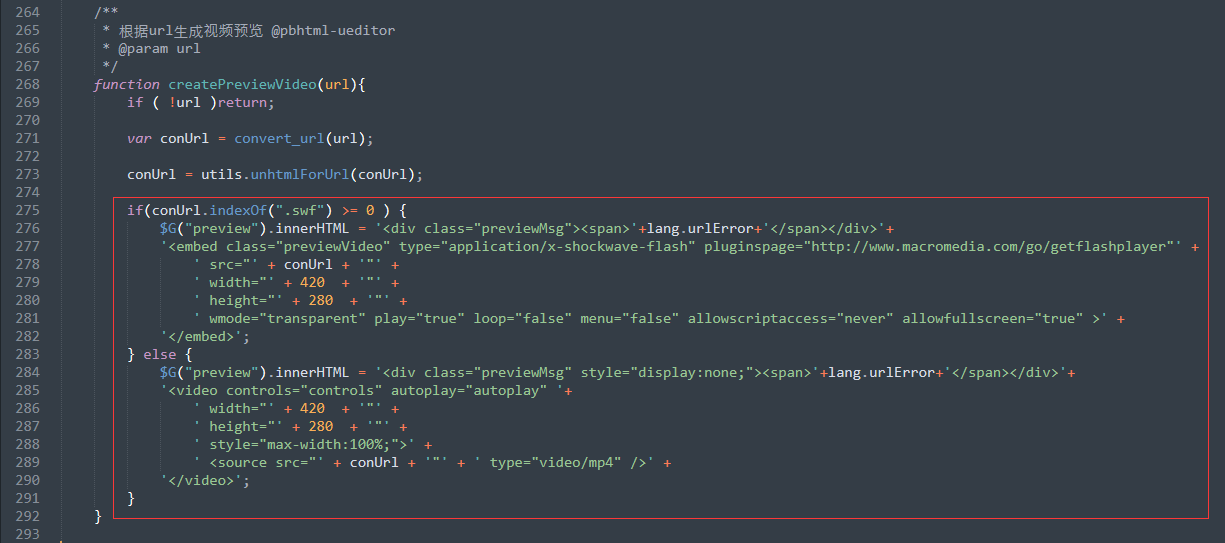 264 /**
265 * 根据url生成视频预览 @pbhtml-ueditor
266 * @param url
267 */
268 function createPreviewVideo(url){
269 if ( !url )return;
270
271 var conUrl = convert_url(url);
272
273 conUrl = utils.unhtmlForUrl(conUrl);
274
275 if(conUrl.indexOf(".swf") >= 0 ) {
276 $G("preview").innerHTML = '<div class="previewMsg"><span>'+lang.urlError+'</span></div>'+
277 '<embed class="previewVideo" type="application/x-shockwave-flash" pluginspage="http://www.macromedia.com/go/getflashplayer"' +
278 ' src="' + conUrl + '"' +
279 ' width="' + 420  + '"' +
280 ' height="' + 280  + '"' +
281 ' wmode="transparent" play="true" loop="false" menu="false" allowscriptaccess="never" allowfullscreen="true" >' +
282 '</embed>';
283 } else {
284 $G("preview").innerHTML = '<div class="previewMsg" style="display:none;"><span>'+lang.urlError+'</span></div>'+
285 '<video controls="controls" autoplay="autoplay" '+
286 ' width="' + 420  + '"' +
287 ' height="' + 280  + '"' +
288 ' style="max-width:100%;">' +
289 ' <source src="' + conUrl + '"' + ' type="video/mp4" />' +
290 '</video>';
291 }
292 }
293